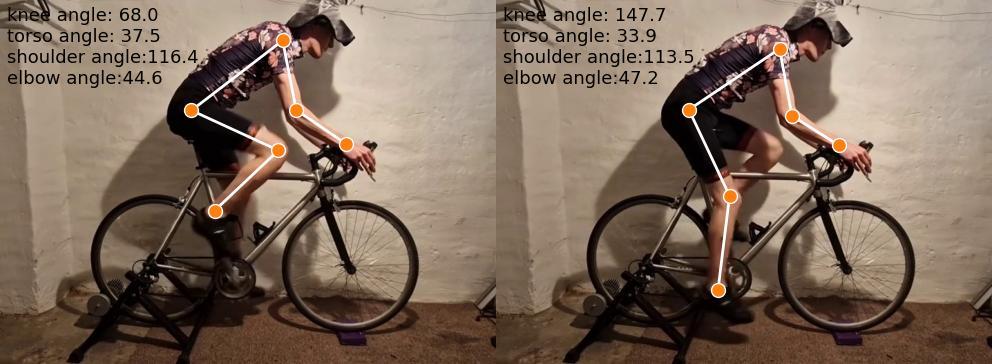 knee angle: 68.0
torso angle: 37.5
shoulder angle:116.4
elbow angle:44.6
knee angle: 147.7
torso angle: 33.9
shoulder angle:113.5
elbow angle:47.2